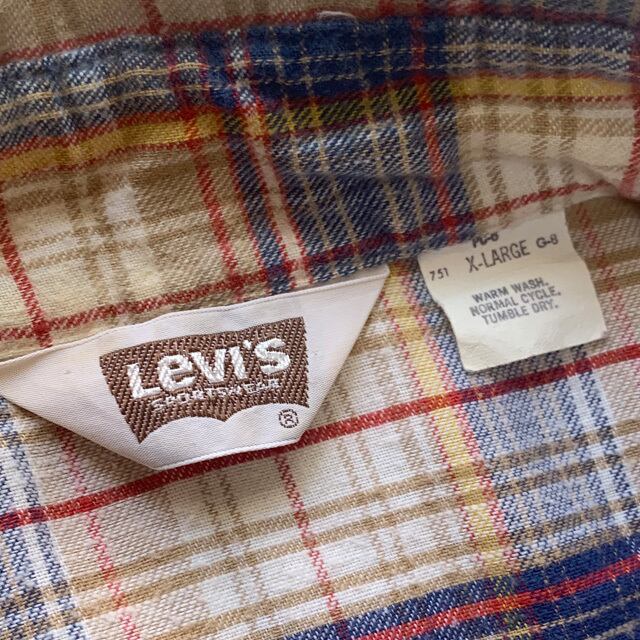 Levi's
SPORTSWEAR
®
751 X-LARGE G-8
WARM WASH.
NORMAL CYCLE.
TUMBLE DRY.